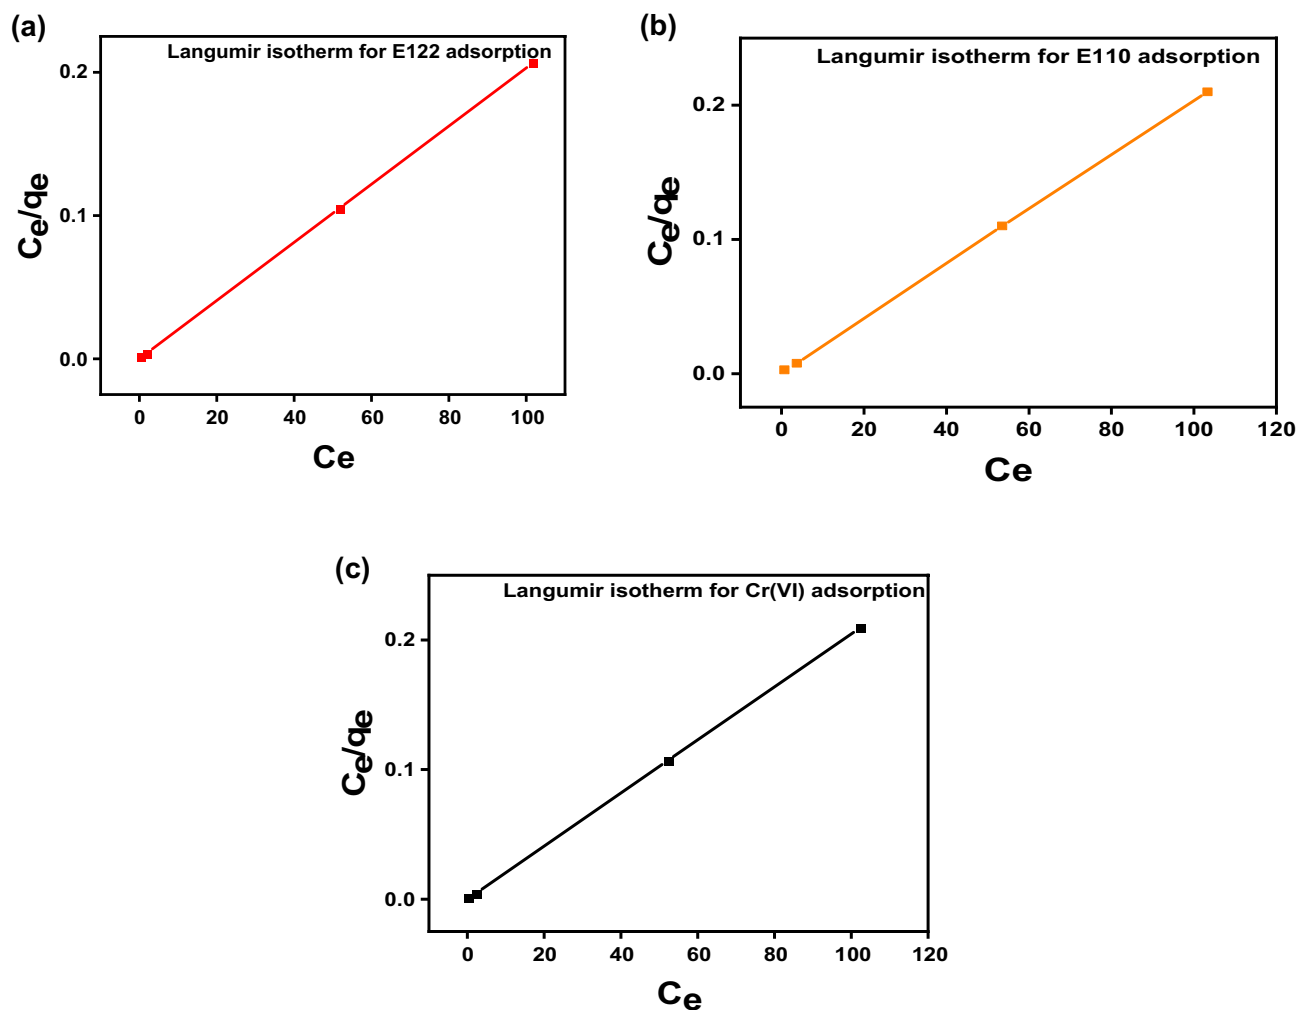 (a)
Langumir isotherm for E122 adsorption
0.2
0.1
0.0
Ce/qe
0 20 40 60 80 100
Ce
(b)
Langumir isotherm for E110 adsorption
0.2
0.1
0.0
Ce/qe
0 20 40 60 80 100 120
Ce
(c)
Langumir isotherm for Cr(VI) adsorption
0.2
0.1
0.0
Ce/qe
0 20 40 60 80 100 120
Ce